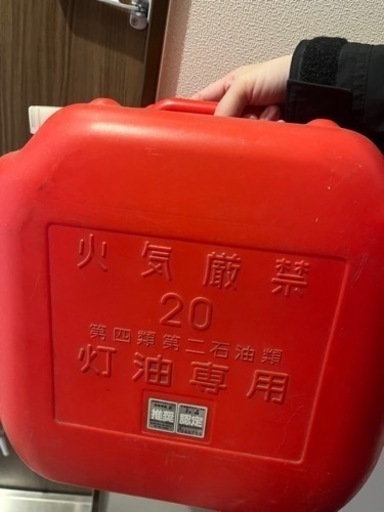 火気厳禁
20
第四類第二石油類
灯油専用
推奨 認定